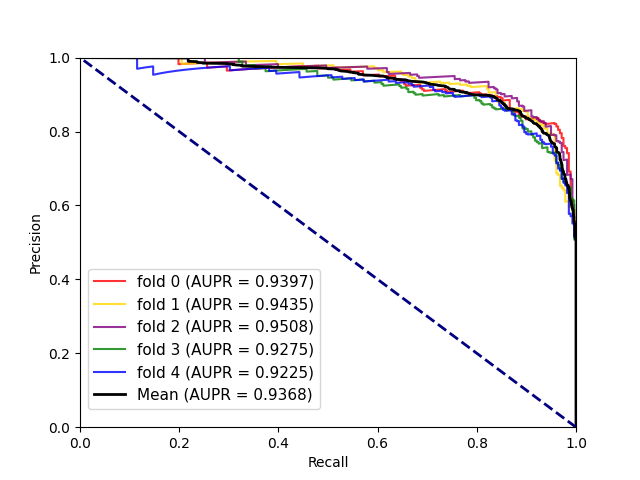 1.0
0.8
0.6
0.4
0.2
0.0
Precision
fold 0 (AUPR = 0.9397)
fold 1 (AUPR = 0.9435)
fold 2 (AUPR = 0.9508)
fold 3 (AUPR = 0.9275)
fold 4 (AUPR = 0.9225)
Mean (AUPR = 0.9368)
0.0 0.2 0.4 0.6 0.8 1.0
Recall